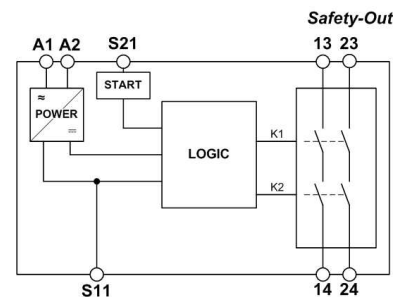 Safety-Out
A1 A2 S21 13 23
START
≂
POWER
⎓
LOGIC
K1
K2
S11 14 24